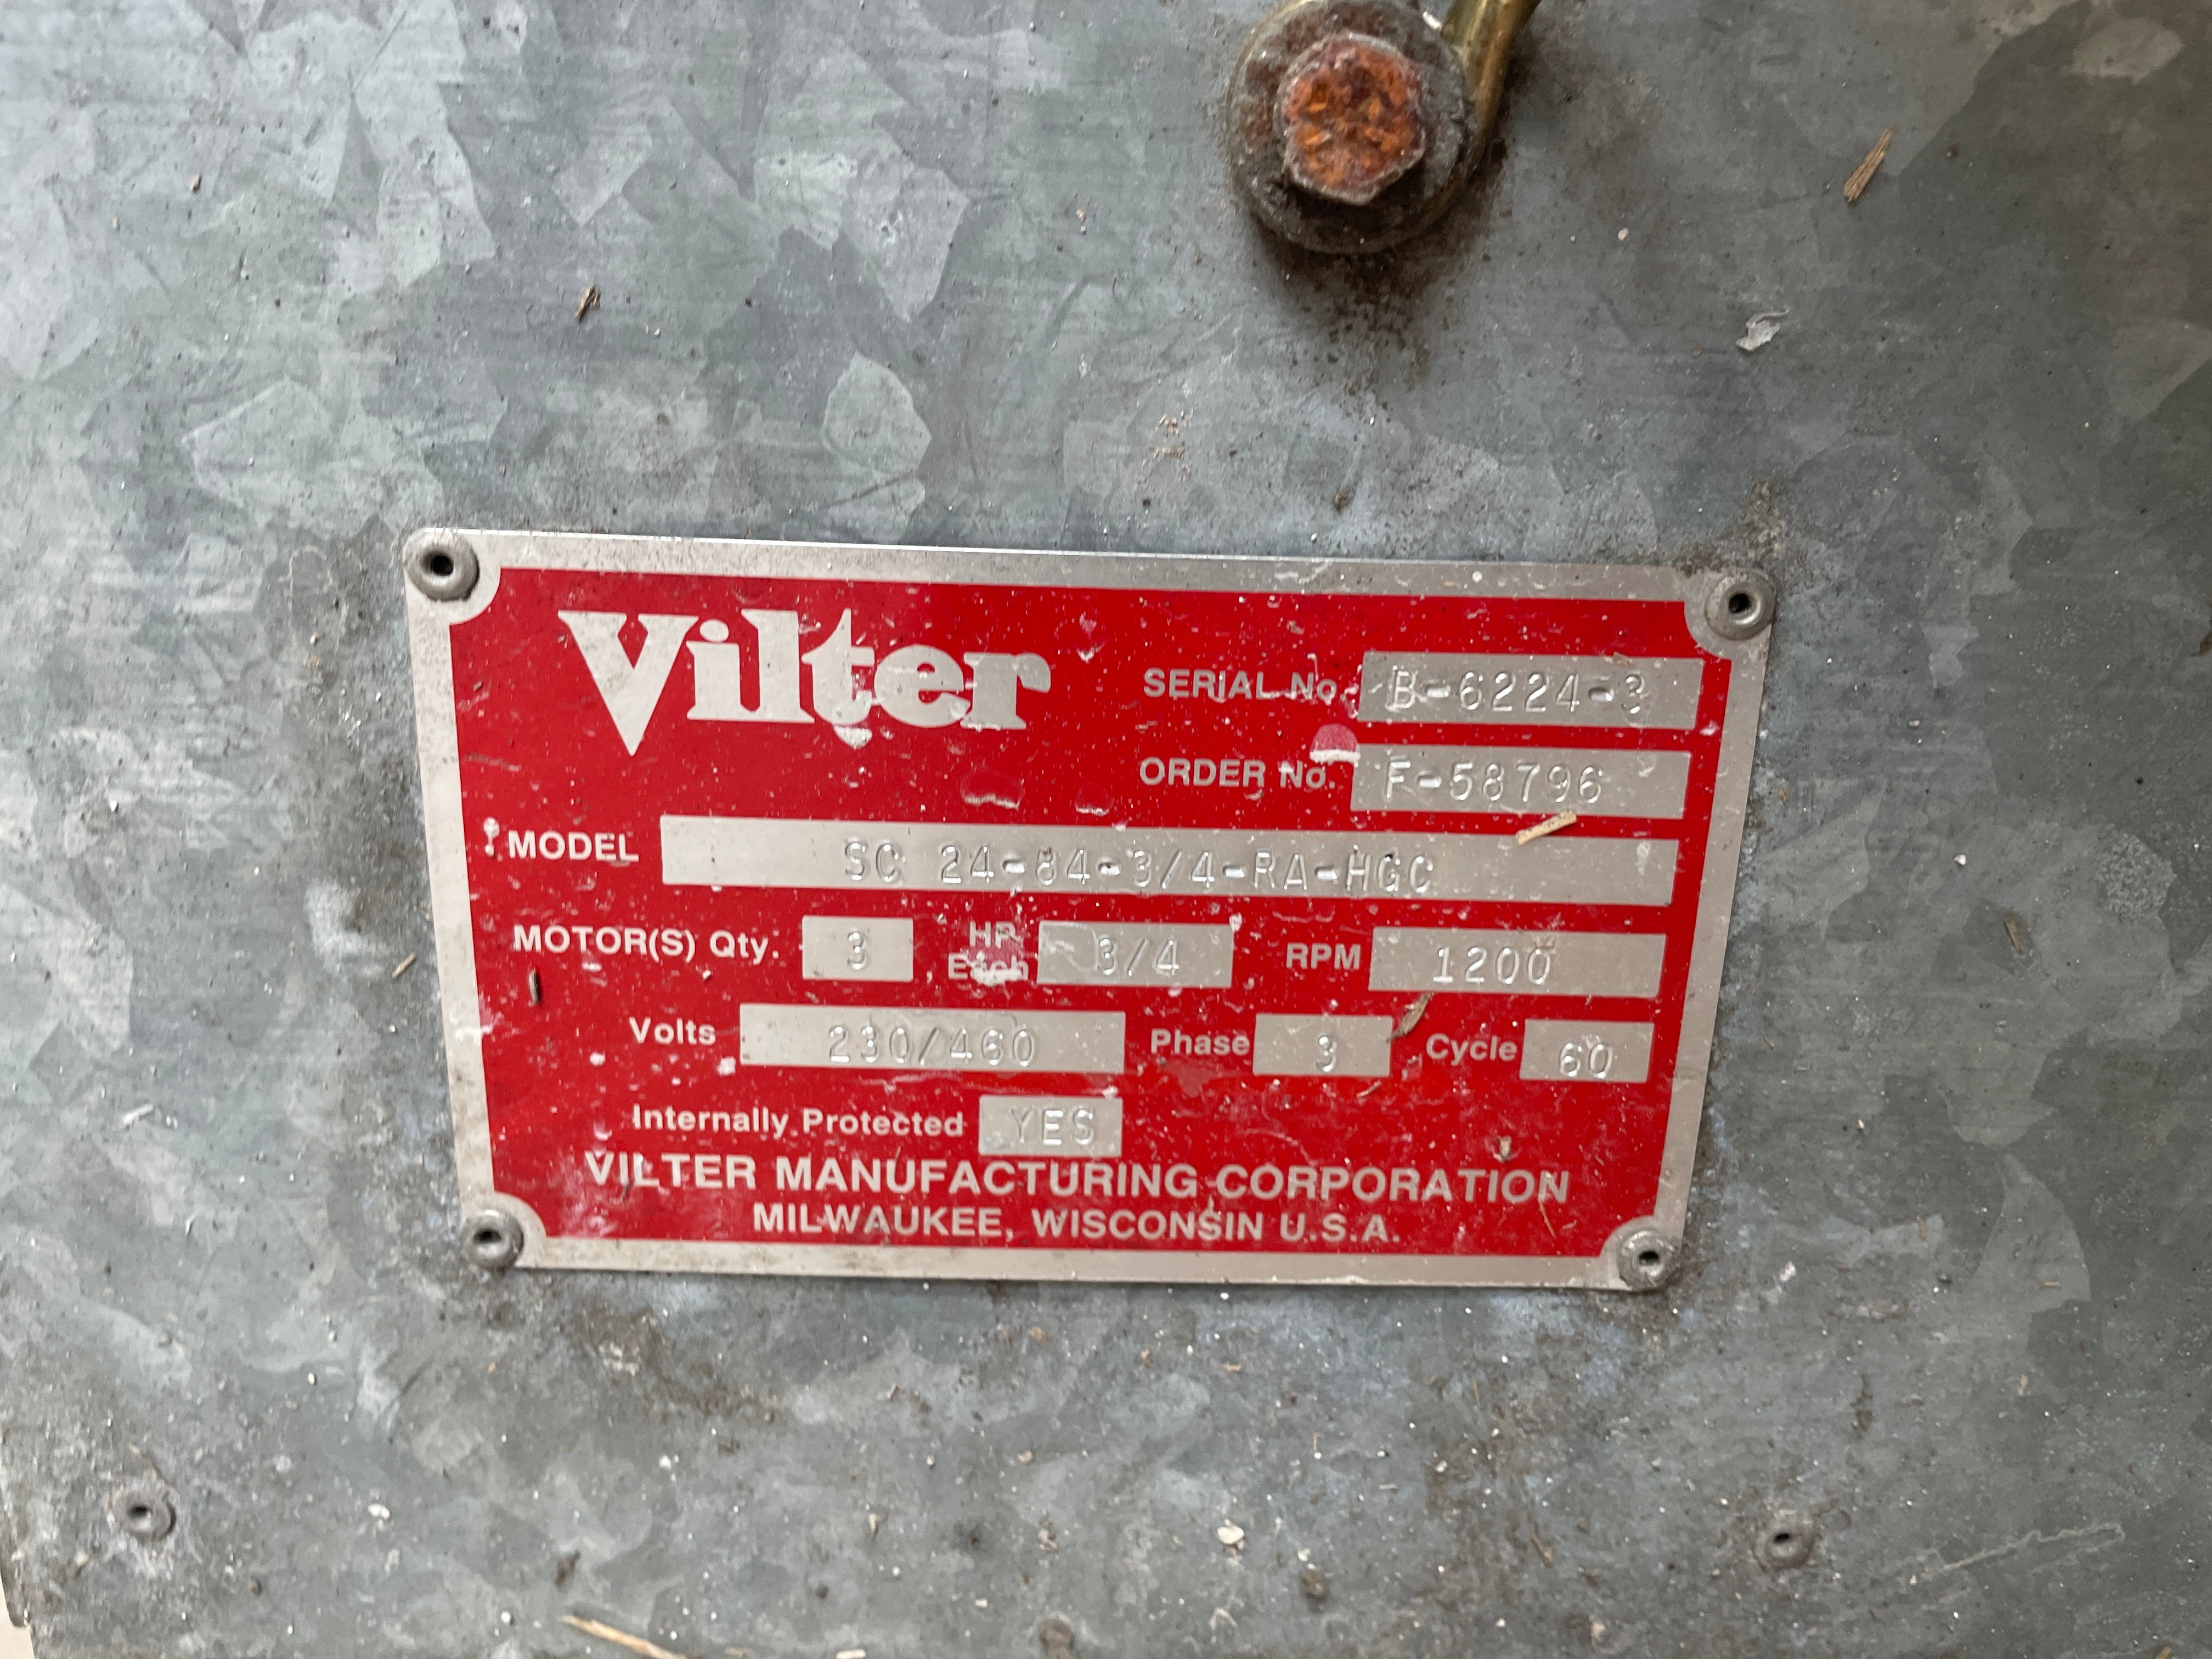 Vilter
SERIAL No. B-6224-3
ORDER No. F-58796
MODEL SC 24-84-3/4-RA-HGC
MOTOR(S) Qty. 3 HP Each 3/4 RPM 1200
Volts 230/460 Phase 3 Cycle 60
Internally Protected YES
VILTER MANUFACTURING CORPORATION
MILWAUKEE, WISCONSIN U.S.A.